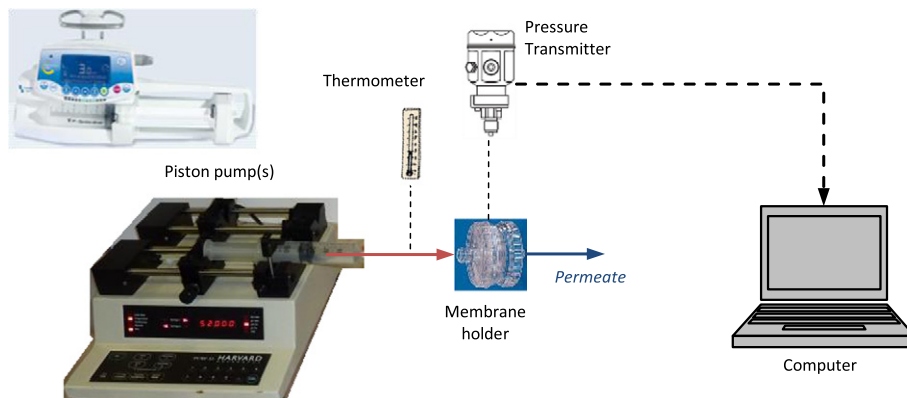 Pressure
Transmitter
Thermometer
Piston pump(s)
Permeate
Membrane
holder
Computer
52000
HARVARD